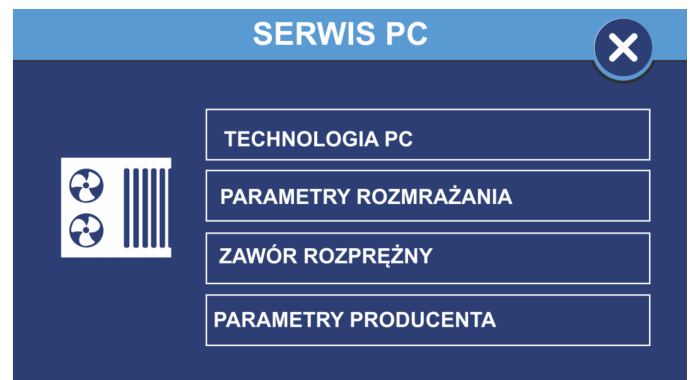 SERWIS PC
TECHNOLOGIA PC
PARAMETRY ROZMRAŻANIA
ZAWÓR ROZPRĘŻNY
PARAMETRY PRODUCENTA